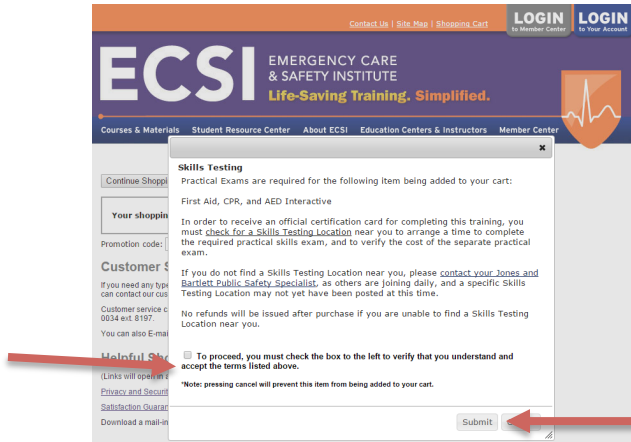 Contact Us | Site Map | Shopping Cart
LOGIN
to Member Center
LOGIN
to Your Account
ECSI
EMERGENCY CARE
& SAFETY INSTITUTE
Life-Saving Training. Simplified.
Courses & Materials Student Resource Center About ECSI Education Centers & Instructors Member Center
Continue Shoppi
Your shoppin
Promotion code:
Customer S
If you need any type
can contact our cus
Customer service c
0034 ext. 8197.
You can also E-mai
Helpful Sho
(Links will open in a
Privacy and Securit
Satisfaction Guaran
Download a mail-in
x
Skills Testing
Practical Exams are required for the following item being added to your cart:
First Aid, CPR, and AED Interactive
In order to receive an official certification card for completing this training, you
must check for a Skills Testing Location near you to arrange a time to complete
the required practical skills exam, and to verify the cost of the separate practical
exam.
If you do not find a Skills Testing Location near you, please contact your Jones and
Bartlett Public Safety Specialist, as others are joining daily, and a specific Skills
Testing Location may not yet have been posted at this time.
No refunds will be issued after purchase if you are unable to find a Skills Testing
Location near you.
To proceed, you must check the box to the left to verify that you understand and
accept the terms listed above.
*Note: pressing cancel will prevent this item from being added to your cart.
Submit